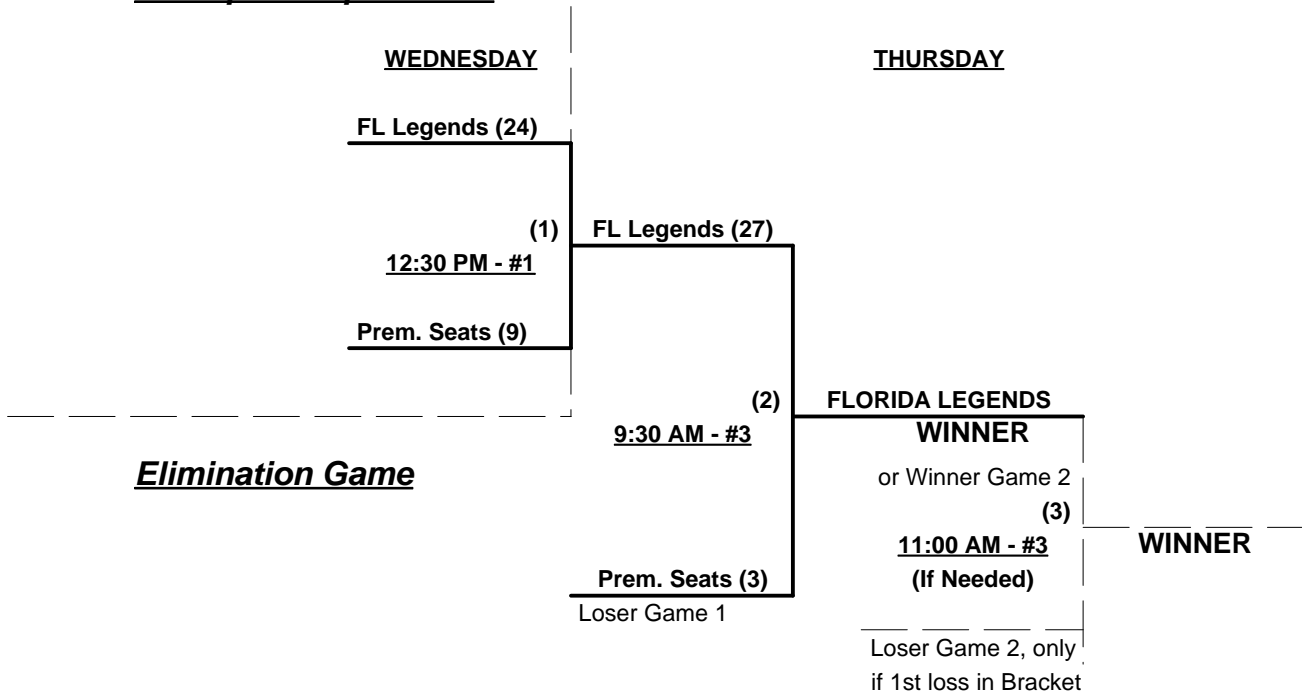 WEDNESDAY
THURSDAY
FL Legends (24)
(1)
FL Legends (27)
12:30 PM - #1
Prem. Seats (9)
(2)
FLORIDA LEGENDS
9:30 AM - #3
WINNER
Elimination Game
or Winner Game 2
(3)
11:00 AM - #3
WINNER
(If Needed)
Prem. Seats (3)
Loser Game 1
Loser Game 2, only
if 1st loss in Bracket